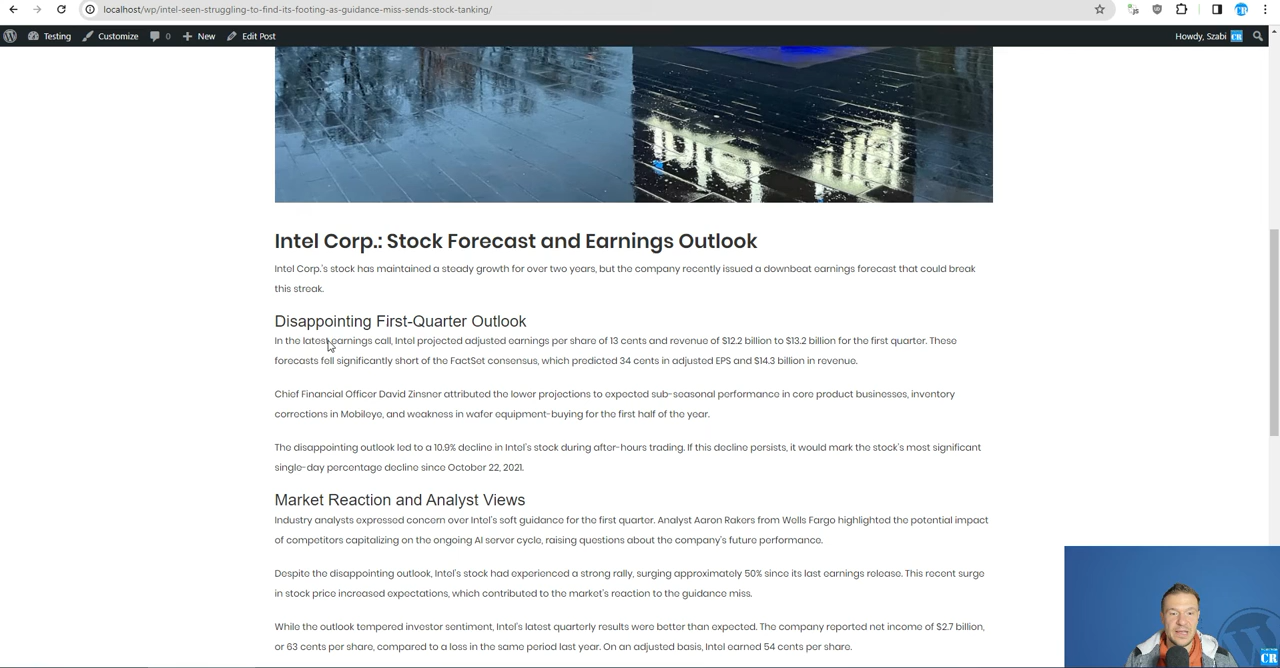 localhost/wp/intel-seen-struggling-to-find-its-footing-as-guidance-miss-sends-stock-tanking/
Testing Customize 0 New Edit Post Howdy, Szabi CR
Intel Corp.: Stock Forecast and Earnings Outlook
Intel Corp.'s stock has maintained a steady growth for over two years, but the company recently issued a downbeat earnings forecast that could break
this streak.
Disappointing First-Quarter Outlook
In the latest earnings call, Intel projected adjusted earnings per share of 13 cents and revenue of $12.2 billion to $13.2 billion for the first quarter. These
forecasts fell significantly short of the FactSet consensus, which predicted 34 cents in adjusted EPS and $14.3 billion in revenue.
Chief Financial Officer David Zinsner attributed the lower projections to expected sub-seasonal performance in core product businesses, inventory
corrections in Mobileye, and weakness in wafer equipment-buying for the first half of the year.
The disappointing outlook led to a 10.9% decline in Intel's stock during after-hours trading. If this decline persists, it would mark the stock's most significant
single-day percentage decline since October 22, 2021.
Market Reaction and Analyst Views
Industry analysts expressed concern over Intel's soft guidance for the first quarter. Analyst Aaron Rakers from Wells Fargo highlighted the potential impact
of competitors capitalizing on the ongoing AI server cycle, raising questions about the company's future performance.
Despite the disappointing outlook, Intel's stock had experienced a strong rally, surging approximately 50% since its last earnings release. This recent surge
in stock price increased expectations, which contributed to the market's reaction to the guidance miss.
While the outlook tempered investor sentiment, Intel's latest quarterly results were better than expected. The company reported net income of $2.7 billion,
or 63 cents per share, compared to a loss in the same period last year. On an adjusted basis, Intel earned 54 cents per share.
CR